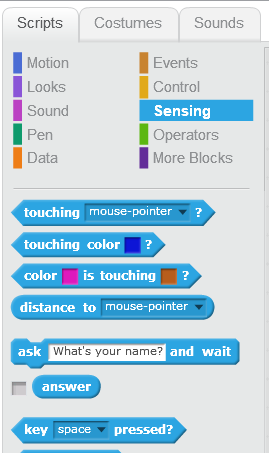 Scripts Costumes Sounds
Motion Events
Looks Control
Sound Sensing
Pen Operators
Data More Blocks
touching mouse-pointer ?
touching color ?
color is touching ?
distance to mouse-pointer
ask What's your name? and wait
answer
key space pressed?